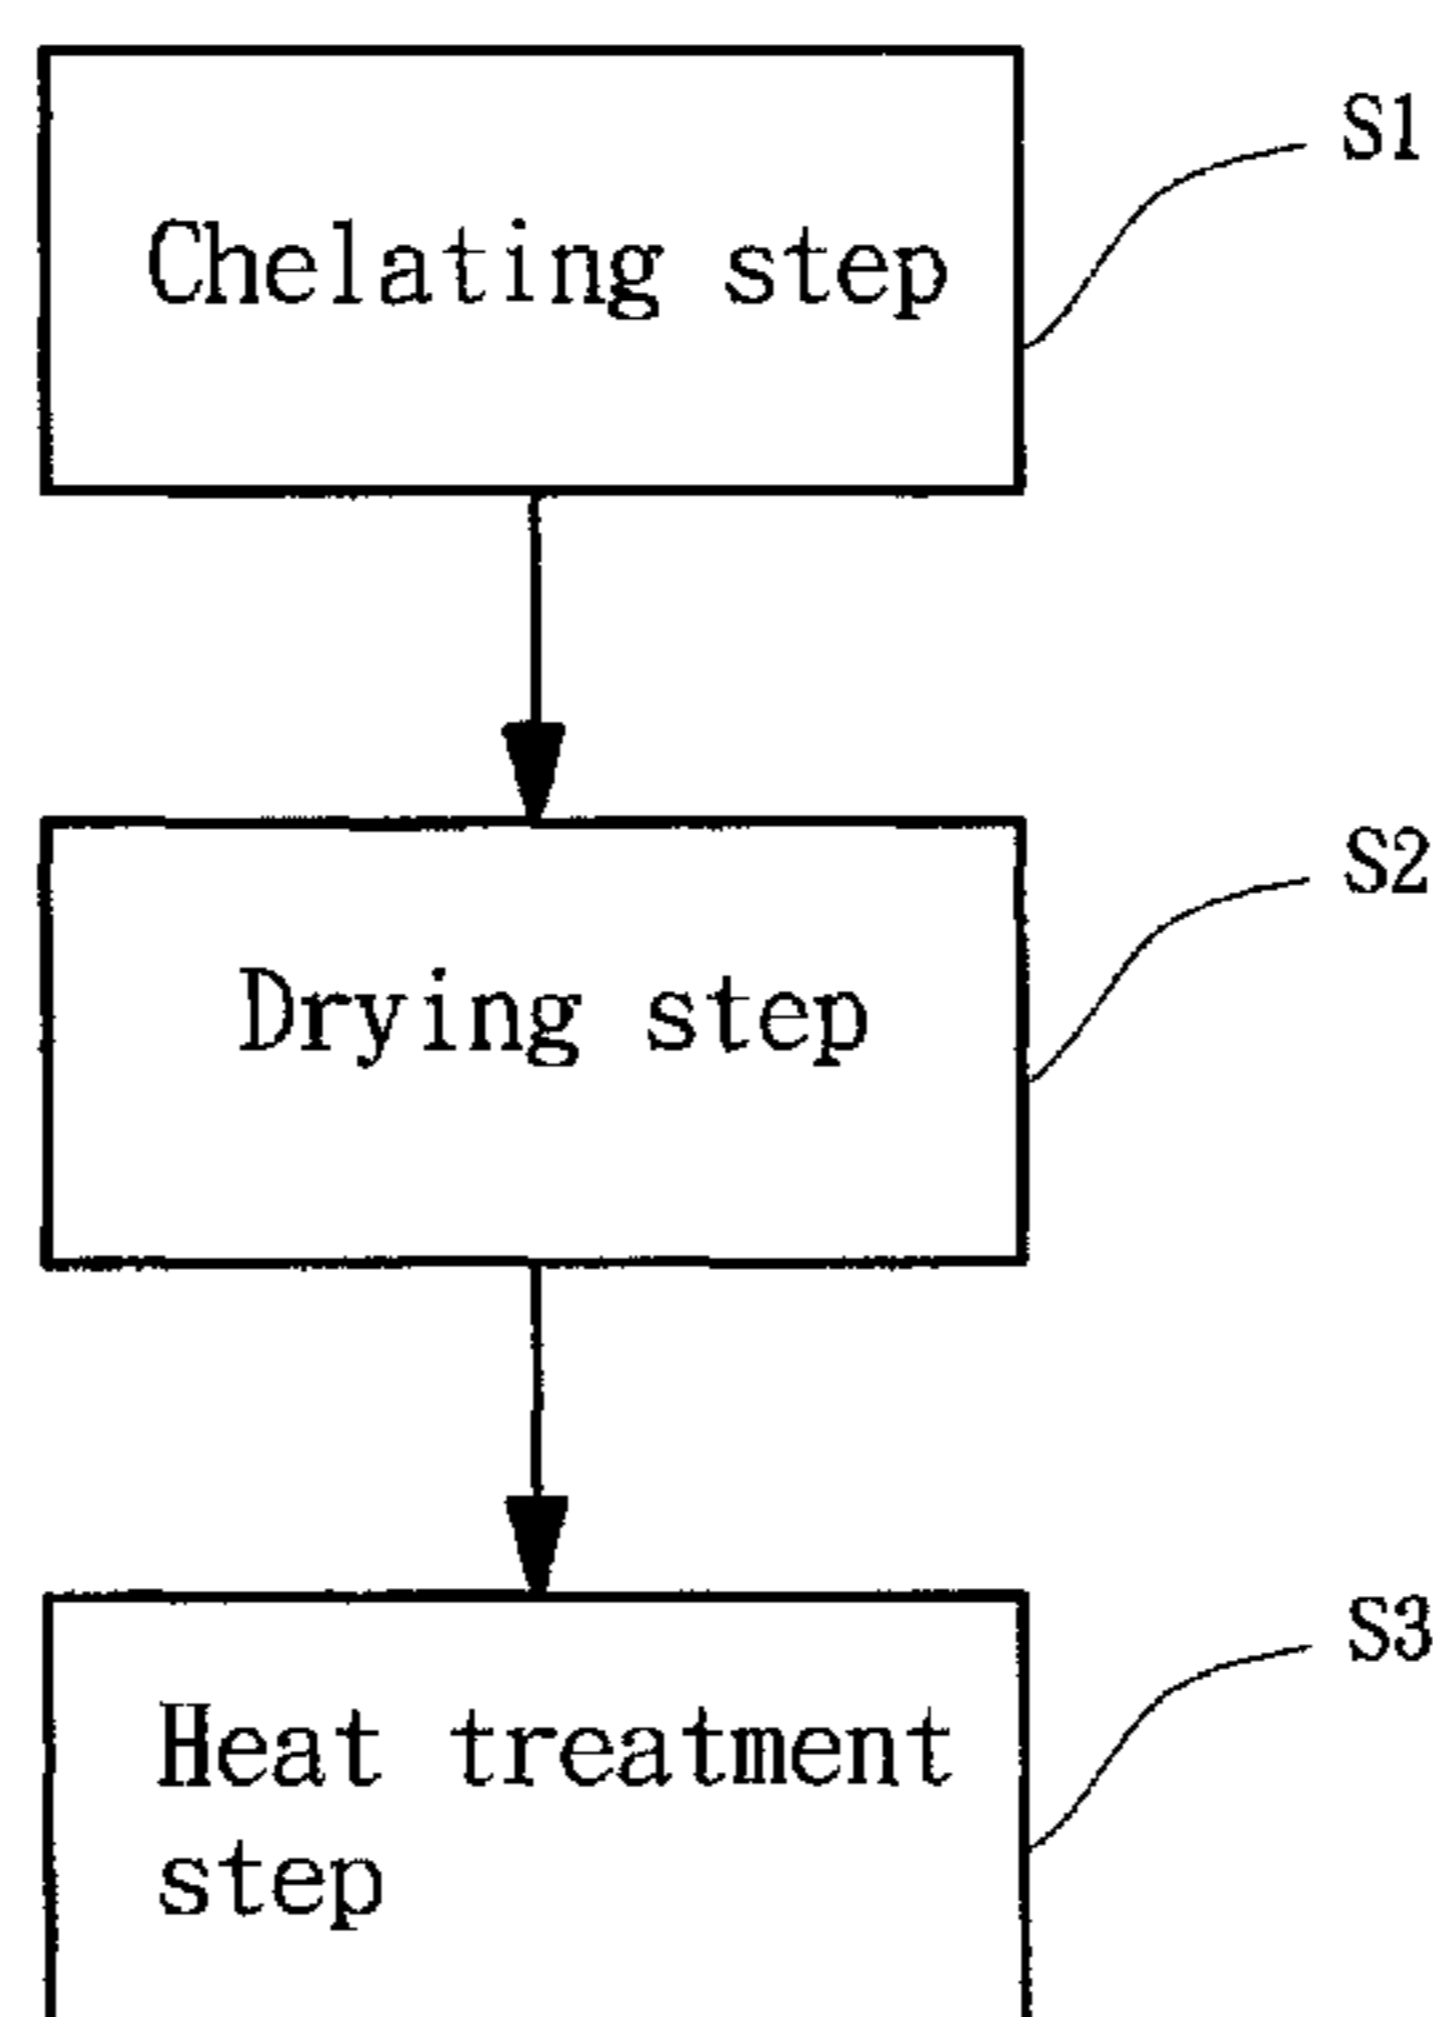 S1
Chelating step
S2
Drying step
S3
Heat treatment
step